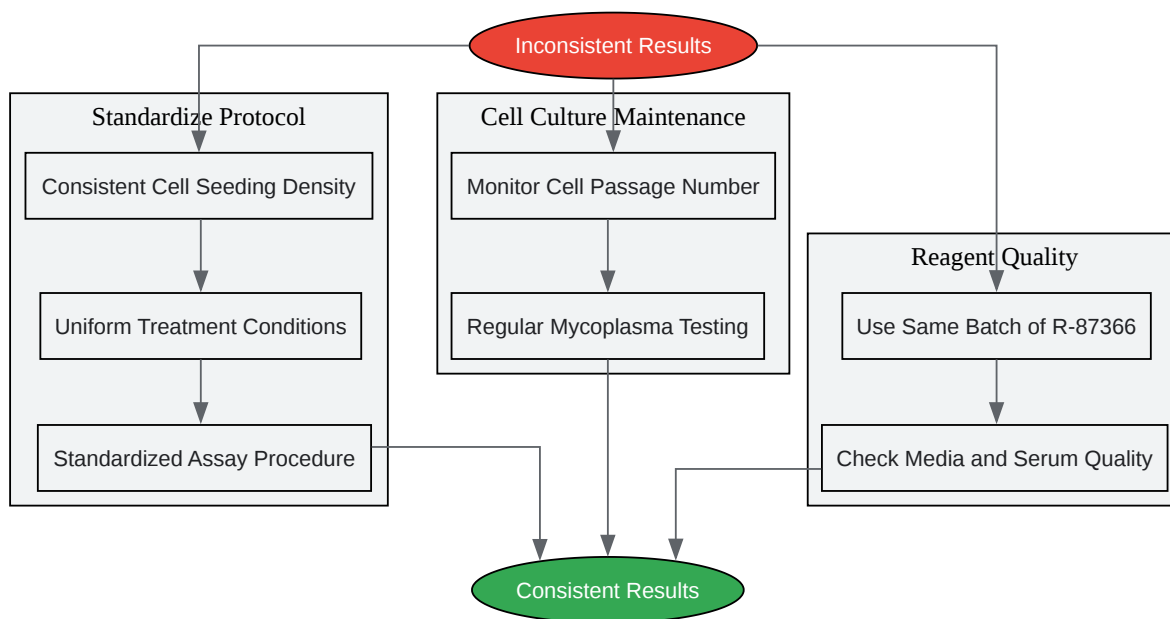 Inconsistent Results
Standardize Protocol
Consistent Cell Seeding Density
Uniform Treatment Conditions
Standardized Assay Procedure
Cell Culture Maintenance
Monitor Cell Passage Number
Regular Mycoplasma Testing
Reagent Quality
Use Same Batch of R-87366
Check Media and Serum Quality
Consistent Results